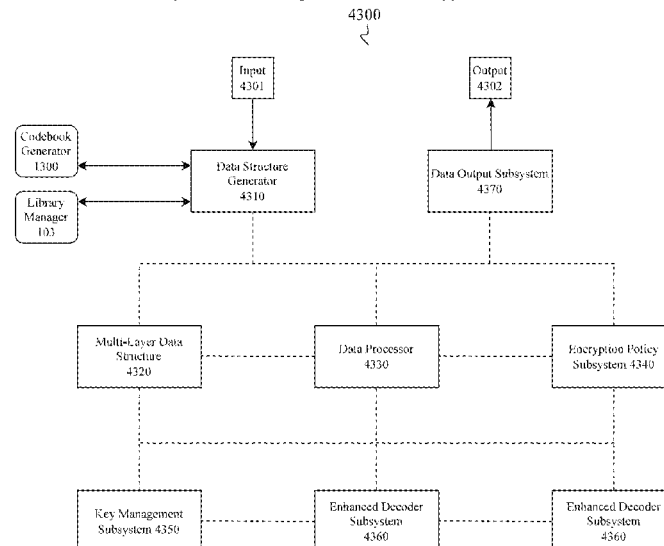 4300
Input
4301
Output
4302
Codebook
Generator
1300
Library
Manager
103
Data Structure
Generator
4310
Data Output Subsystem
4370
Multi-Layer Data
Structure
4320
Data Processor
4330
Encryption Policy
Subsystem 4340
Key Management
Subsystem 4350
Enhanced Decoder
Subsystem
4360
Enhanced Decoder
Subsystem
4360